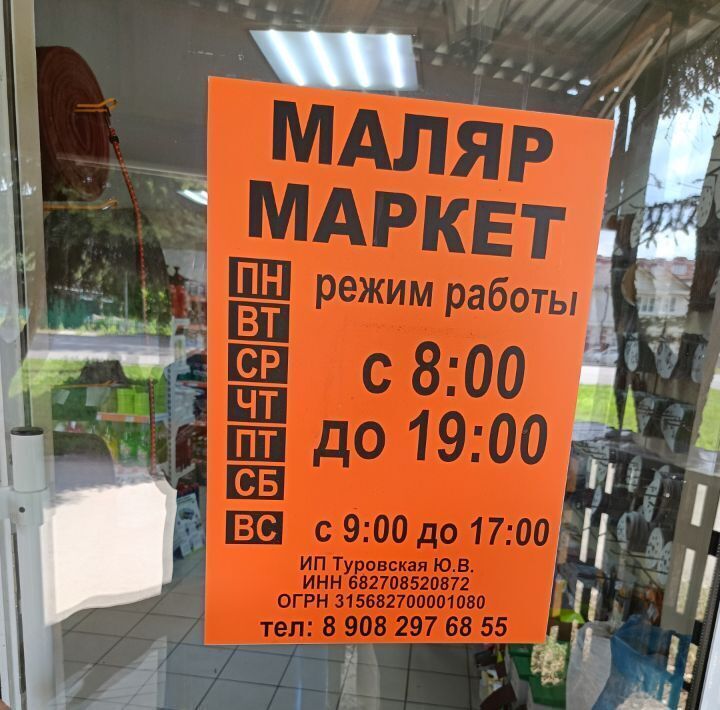 МАЛЯР
МАРКЕТ
режим работы
ПН
ВТ
СР
ЧТ
ПТ
СБ
с 8:00
до 19:00
ВС с 9:00 до 17:00
ИП Туровская Ю.В.
ИНН 682708520872
ОГРН 315682700001080
тел: 8 908 297 68 55